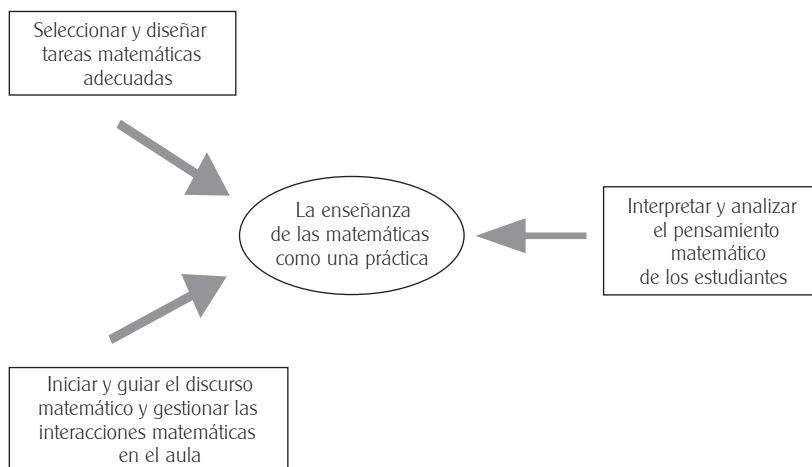 Seleccionar y diseñar
tareas matemáticas
adecuadas
La enseñanza
de las matemáticas
como una práctica
Interpretar y analizar
el pensamiento
matemático
de los estudiantes
Iniciar y guiar el discurso
matemático y gestionar las
interacciones matemáticas
en el aula